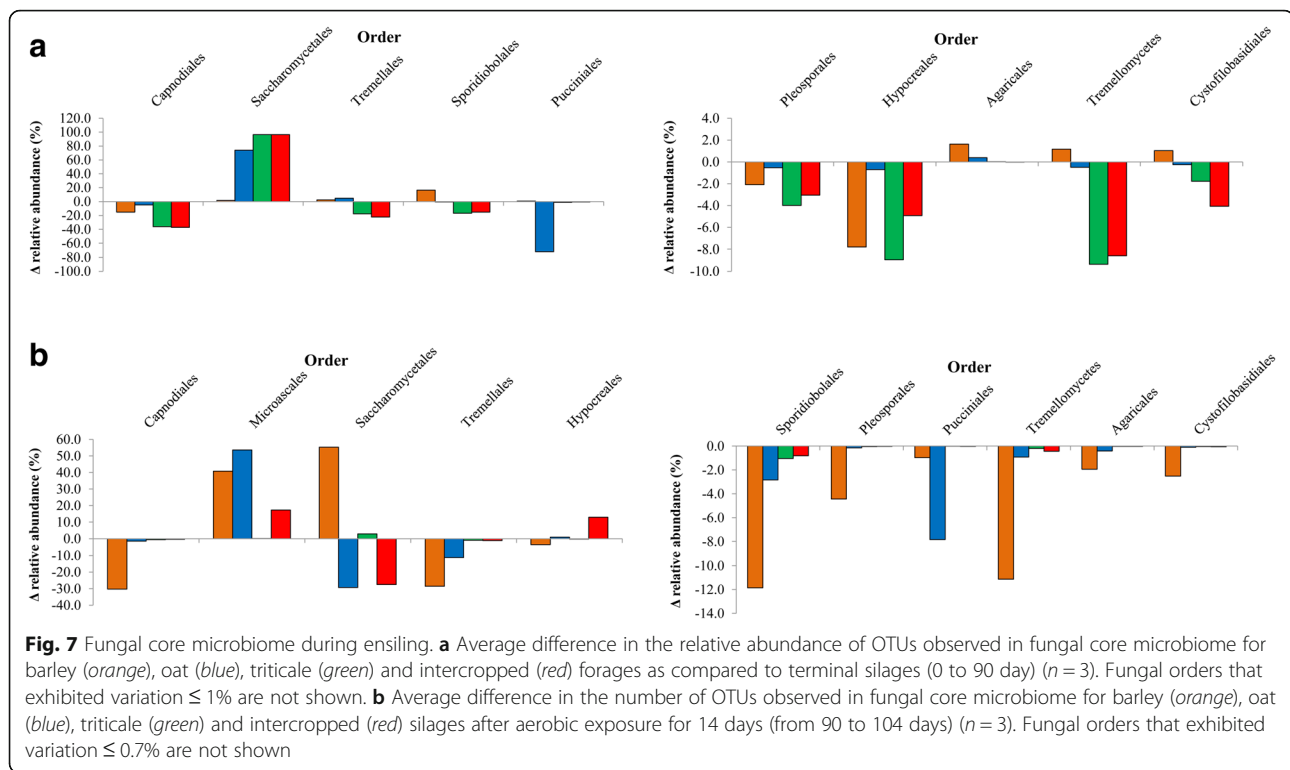 a
Order
Capnodiales
Saccharomycetales
Tremellales
Sporidiobolales
Pucciniales
Δ relative abundance (%)
120.0
100.0
80.0
60.0
40.0
20.0
0.0
-20.0
-40.0
-60.0
-80.0
-100.0
Order
Pleosporales
Hypocreales
Agaricales
Tremellomycetes
Cystofilobasidiales
Δ relative abundance (%)
4.0
2.0
0.0
-2.0
-4.0
-6.0
-8.0
-10.0
b
Order
Capnodiales
Microascales
Saccharomycetales
Tremellales
Hypocreales
Δ relative abundance (%)
60.0
50.0
40.0
30.0
20.0
10.0
0.0
-10.0
-20.0
-30.0
-40.0
Order
Sporidiobolales
Pleosporales
Pucciniales
Tremellomycetes
Agaricales
Cystofilobasidiales
Δ relative abundance (%)
0.0
-2.0
-4.0
-6.0
-8.0
-10.0
-12.0
-14.0
Fig. 7 Fungal core microbiome during ensiling. a Average difference in the relative abundance of OTUs observed in fungal core microbiome for
barley (orange), oat (blue), triticale (green) and intercropped (red) forages as compared to terminal silages (0 to 90 day) (n = 3). Fungal orders that
exhibited variation ≤ 1% are not shown. b Average difference in the number of OTUs observed in fungal core microbiome for barley (orange), oat
(blue), triticale (green) and intercropped (red) silages after aerobic exposure for 14 days (from 90 to 104 days) (n = 3). Fungal orders that exhibited
variation ≤ 0.7% are not shown